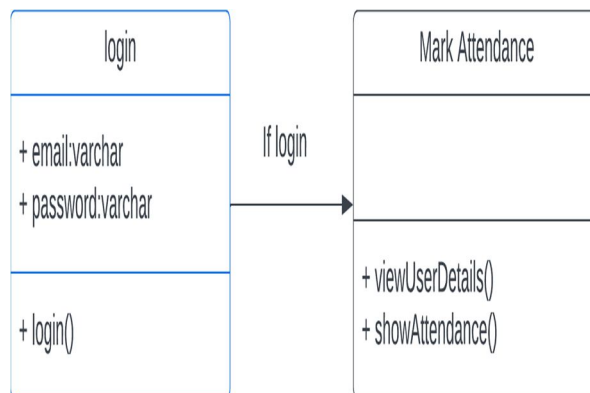 login
+ email:varchar
+ password:varchar
+ login()
If login
Mark Attendance
+ viewUserDetails()
+ showAttendance()